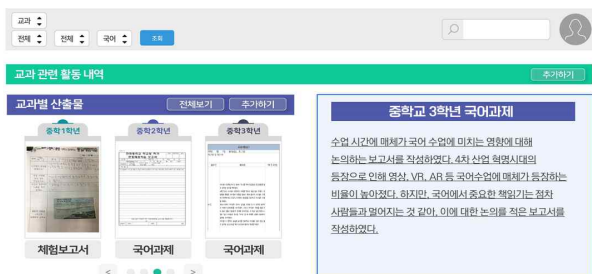 교과
전체 전체 국어 조회
교과 관련 활동 내역 추가하기
교과별 산출물 전체보기 추가하기
중학1학년 중학2학년 중학3학년
체험보고서 국어과제 국어과제
< >
중학교 3학년 국어과제
수업 시간에 매체가 국어 수업에 미치는 영향에 대해
논의하는 보고서를 작성하였다. 4차 산업 혁명시대의
등장으로 인해 영상, VR, AR 등 국어수업에 매체가 등장하는
비율이 높아졌다. 하지만, 국어에서 중요한 책읽기는 점차
사람들과 멀어지는 것 같아, 이에 대한 논의를 적은 보고서를
작성하였다.